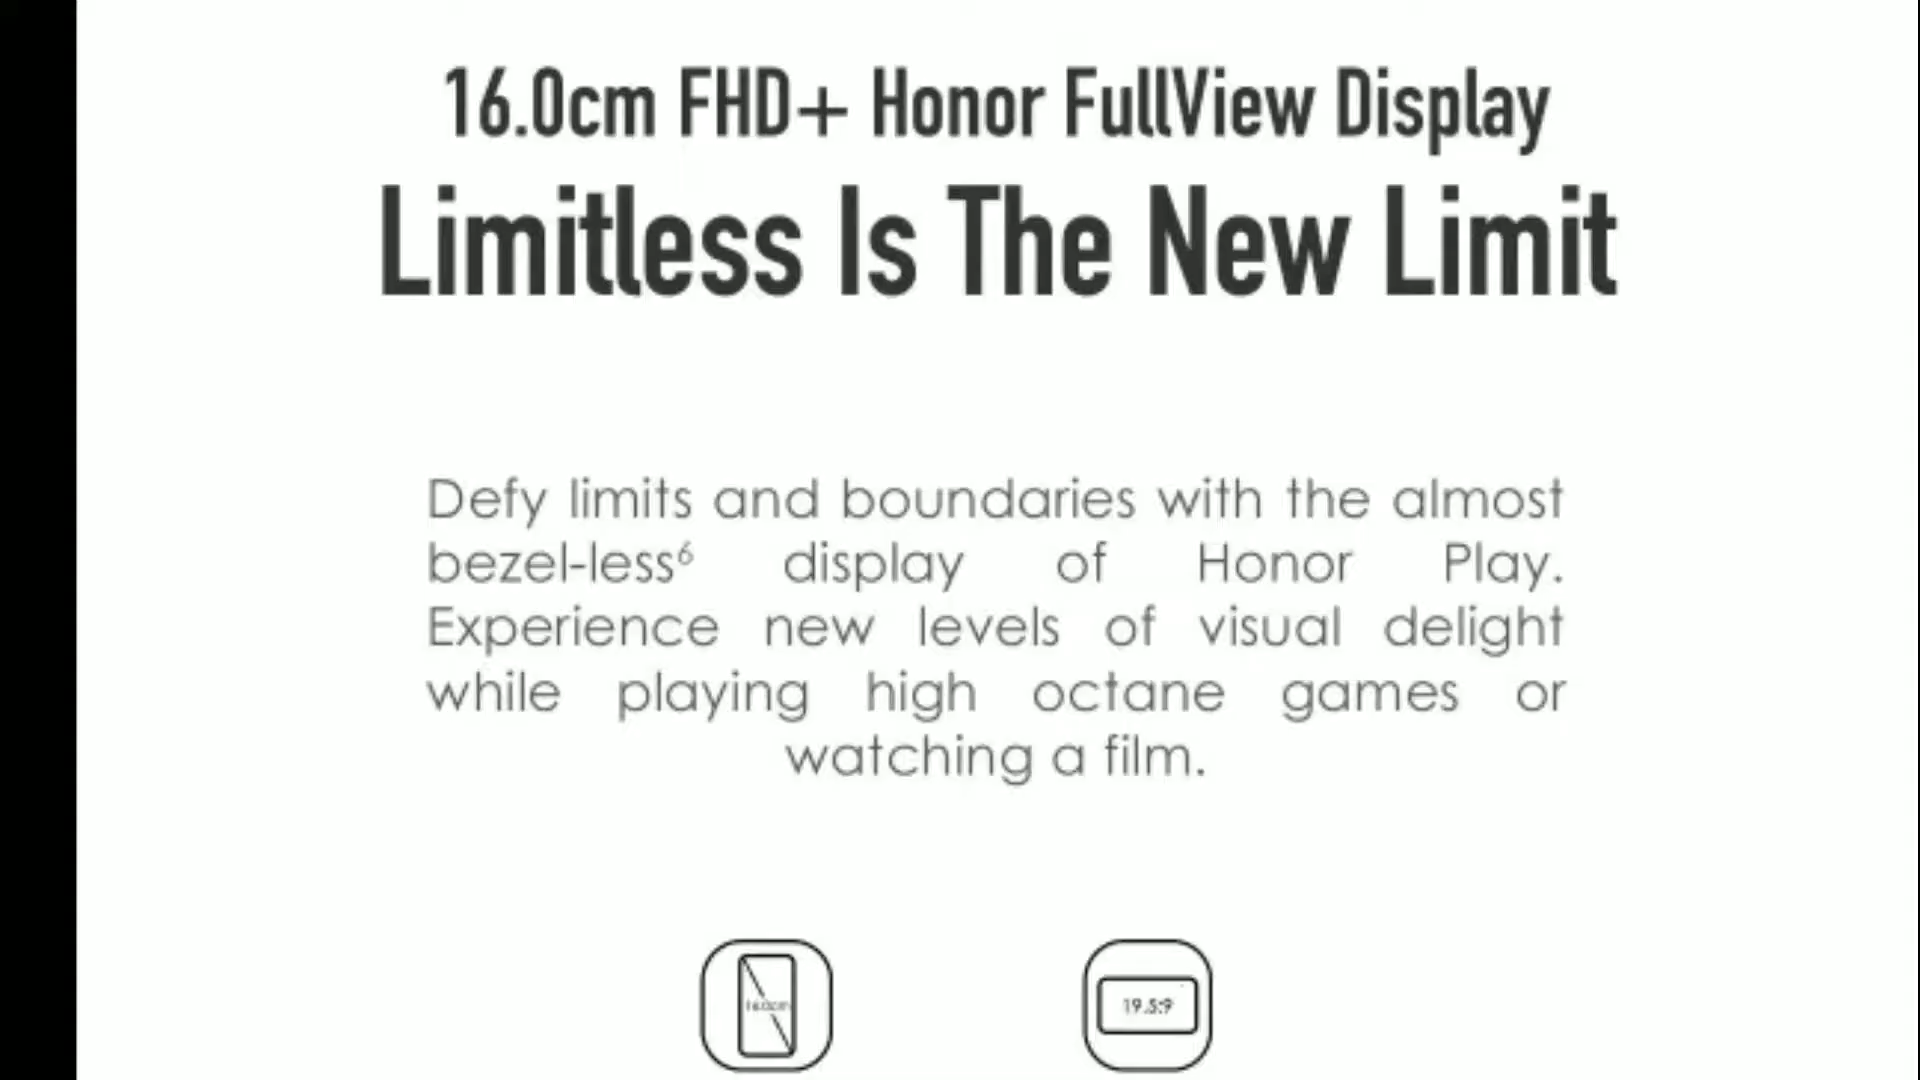 16.0cm FHD+ Honor FullView Display
Limitless Is The New Limit
Defy limits and boundaries with the almost
bezel-less⁶ display of Honor Play.
Experience new levels of visual delight
while playing high octane games or
watching a film.
16.0cm
19.5:9